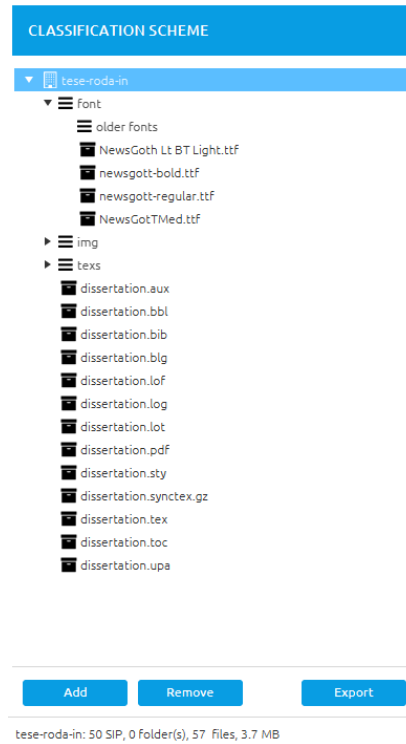 CLASSIFICATION SCHEME
tese-roda-in
font
older fonts
NewsGoth Lt BT Light.ttf
newsgott-bold.ttf
newsgott-regular.ttf
NewsGotTMed.ttf
img
texs
dissertation.aux
dissertation.bbl
dissertation.bib
dissertation.blg
dissertation.lof
dissertation.log
dissertation.lot
dissertation.pdf
dissertation.sty
dissertation.synctex.gz
dissertation.tex
dissertation.toc
dissertation.upa
Add Remove Export
tese-roda-in: 50 SIP, 0 folder(s), 57 files, 3.7 MB